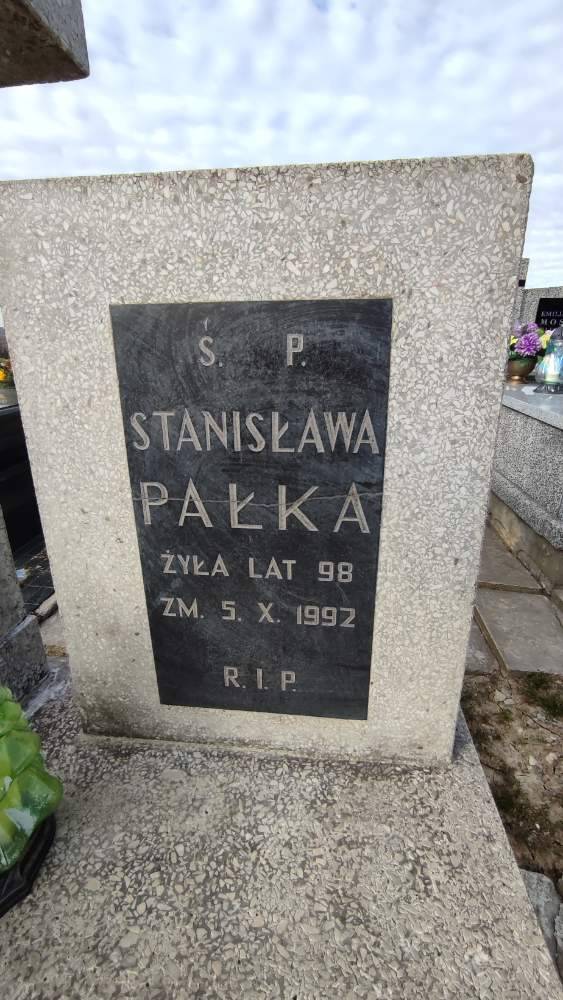 Ś. P.
STANISŁAWA
PAŁKA
ŻYŁA LAT 98
ZM. 5. X. 1992
R. I. P.